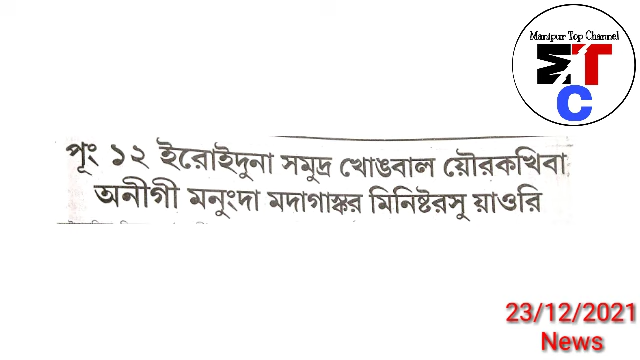 Manipur Top Channel
MT
C
পূং ১২ ইরোইদুনা সমুদ্র খোঙবাল য়ৌরকখিবা
অনীগী মনুংদা মদাগাস্কর মিনিষ্টরসু য়াওরি
23/12/2021
News